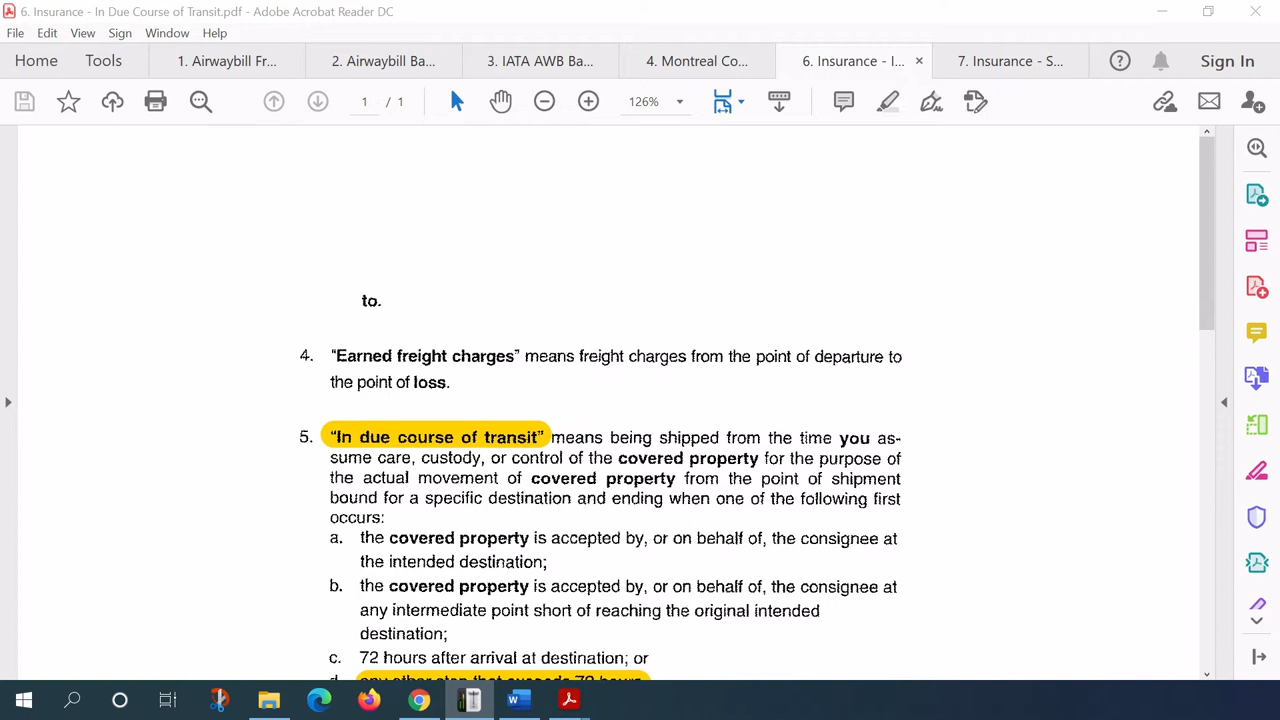 6. Insurance - In Due Course of Transit.pdf - Adobe Acrobat Reader DC
File Edit View Sign Window Help
Home Tools 1. Airwaybill Fr... 2. Airwaybill Ba... 3. IATA AWB Ba... 4. Montreal Co... 6. Insurance - I... × 7. Insurance - S... Sign In
1 / 1 126%
to.
4. "Earned freight charges" means freight charges from the point of departure to
the point of loss.
5. "In due course of transit" means being shipped from the time you as-
sume care, custody, or control of the covered property for the purpose of
the actual movement of covered property from the point of shipment
bound for a specific destination and ending when one of the following first
occurs:
a. the covered property is accepted by, or on behalf of, the consignee at
the intended destination;
b. the covered property is accepted by, or on behalf of, the consignee at
any intermediate point short of reaching the original intended
destination;
c. 72 hours after arrival at destination; or
d. any other stop that exceeds 72 hours